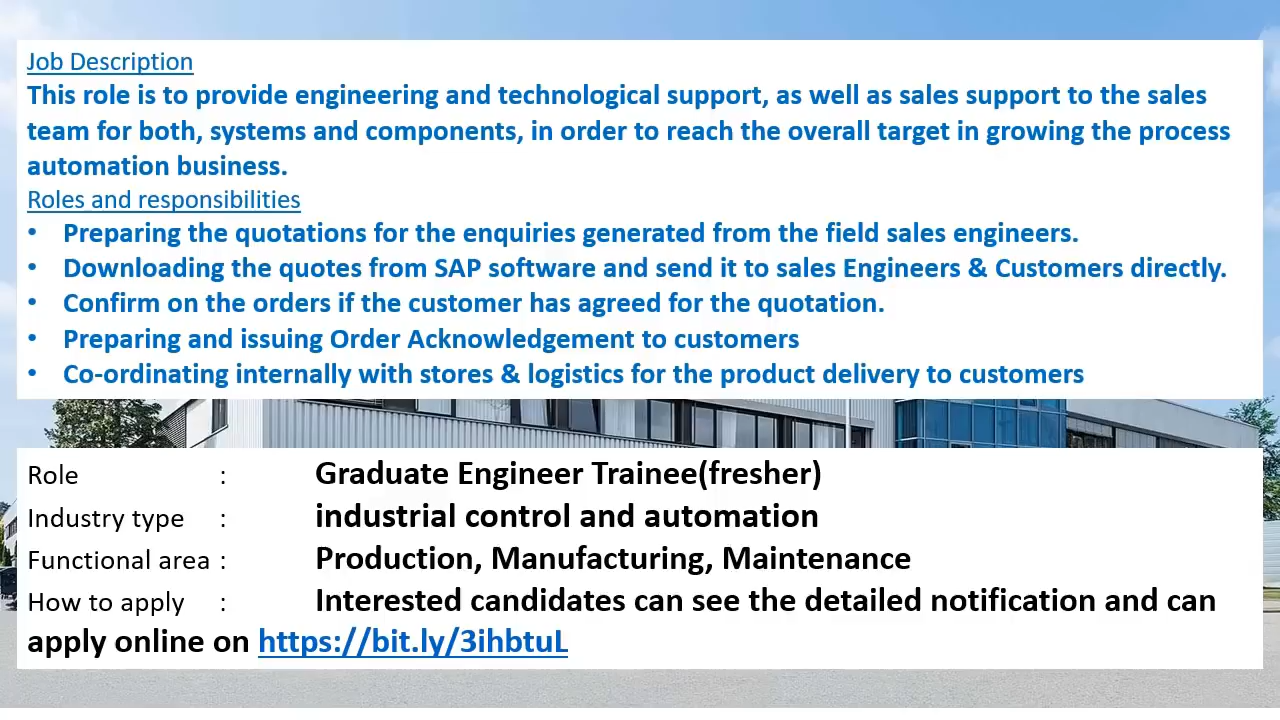 Job Description
This role is to provide engineering and technological support, as well as sales support to the sales
team for both, systems and components, in order to reach the overall target in growing the process
automation business.
Roles and responsibilities
• Preparing the quotations for the enquiries generated from the field sales engineers.
• Downloading the quotes from SAP software and send it to sales Engineers & Customers directly.
• Confirm on the orders if the customer has agreed for the quotation.
• Preparing and issuing Order Acknowledgement to customers
• Co-ordinating internally with stores & logistics for the product delivery to customers
Role : Graduate Engineer Trainee(fresher)
Industry type : industrial control and automation
Functional area : Production, Manufacturing, Maintenance
How to apply : Interested candidates can see the detailed notification and can
apply online on https://bit.ly/3ihbtuL